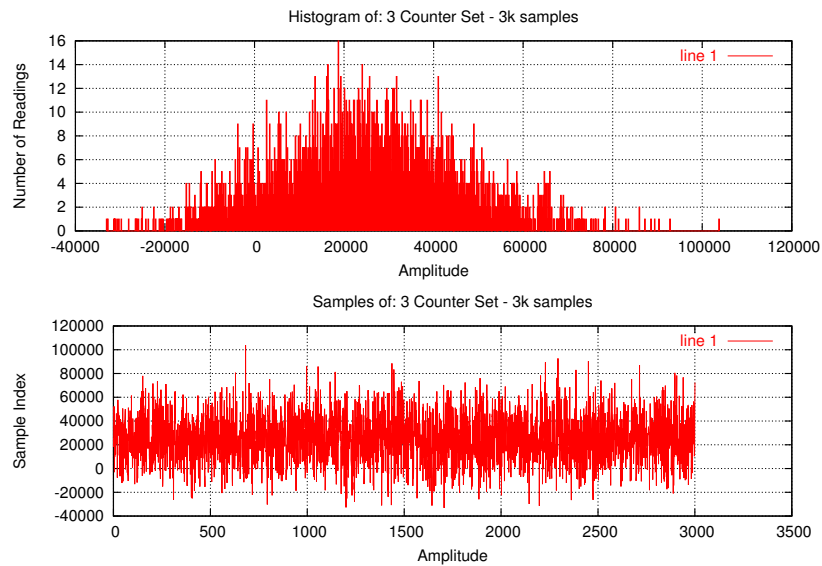 Histogram of: 3 Counter Set - 3k samples
16
14
12
10
8
6
4
2
0
Number of Readings
line 1
-40000 -20000 0 20000 40000 60000 80000 100000 120000
Amplitude
Samples of: 3 Counter Set - 3k samples
120000
100000
80000
60000
40000
20000
0
-20000
-40000
Sample Index
line 1
0 500 1000 1500 2000 2500 3000 3500
Amplitude